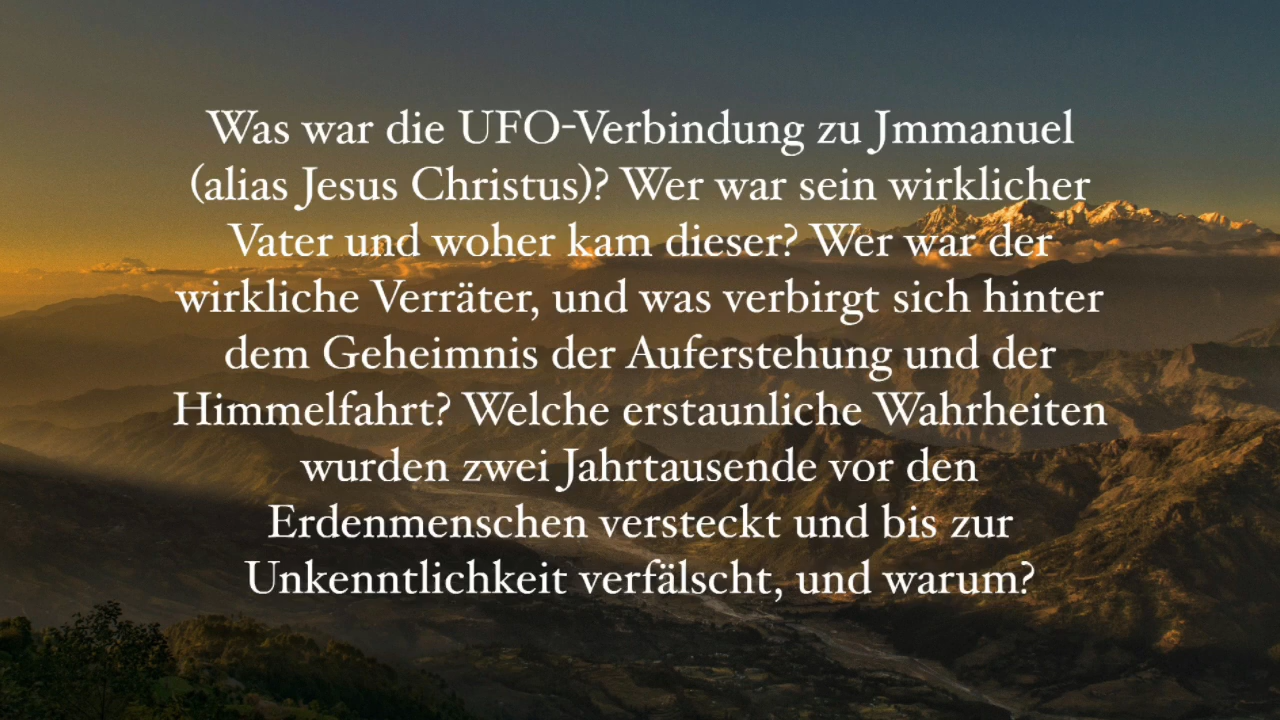 Was war die UFO-Verbindung zu Jmmanuel
(alias Jesus Christus)? Wer war sein wirklicher
Vater und woher kam dieser? Wer war der
wirkliche Verräter, und was verbirgt sich hinter
dem Geheimnis der Auferstehung und der
Himmelfahrt? Welche erstaunliche Wahrheiten
wurden zwei Jahrtausende vor den
Erdenmenschen versteckt und bis zur
Unkenntlichkeit verfälscht, und warum?